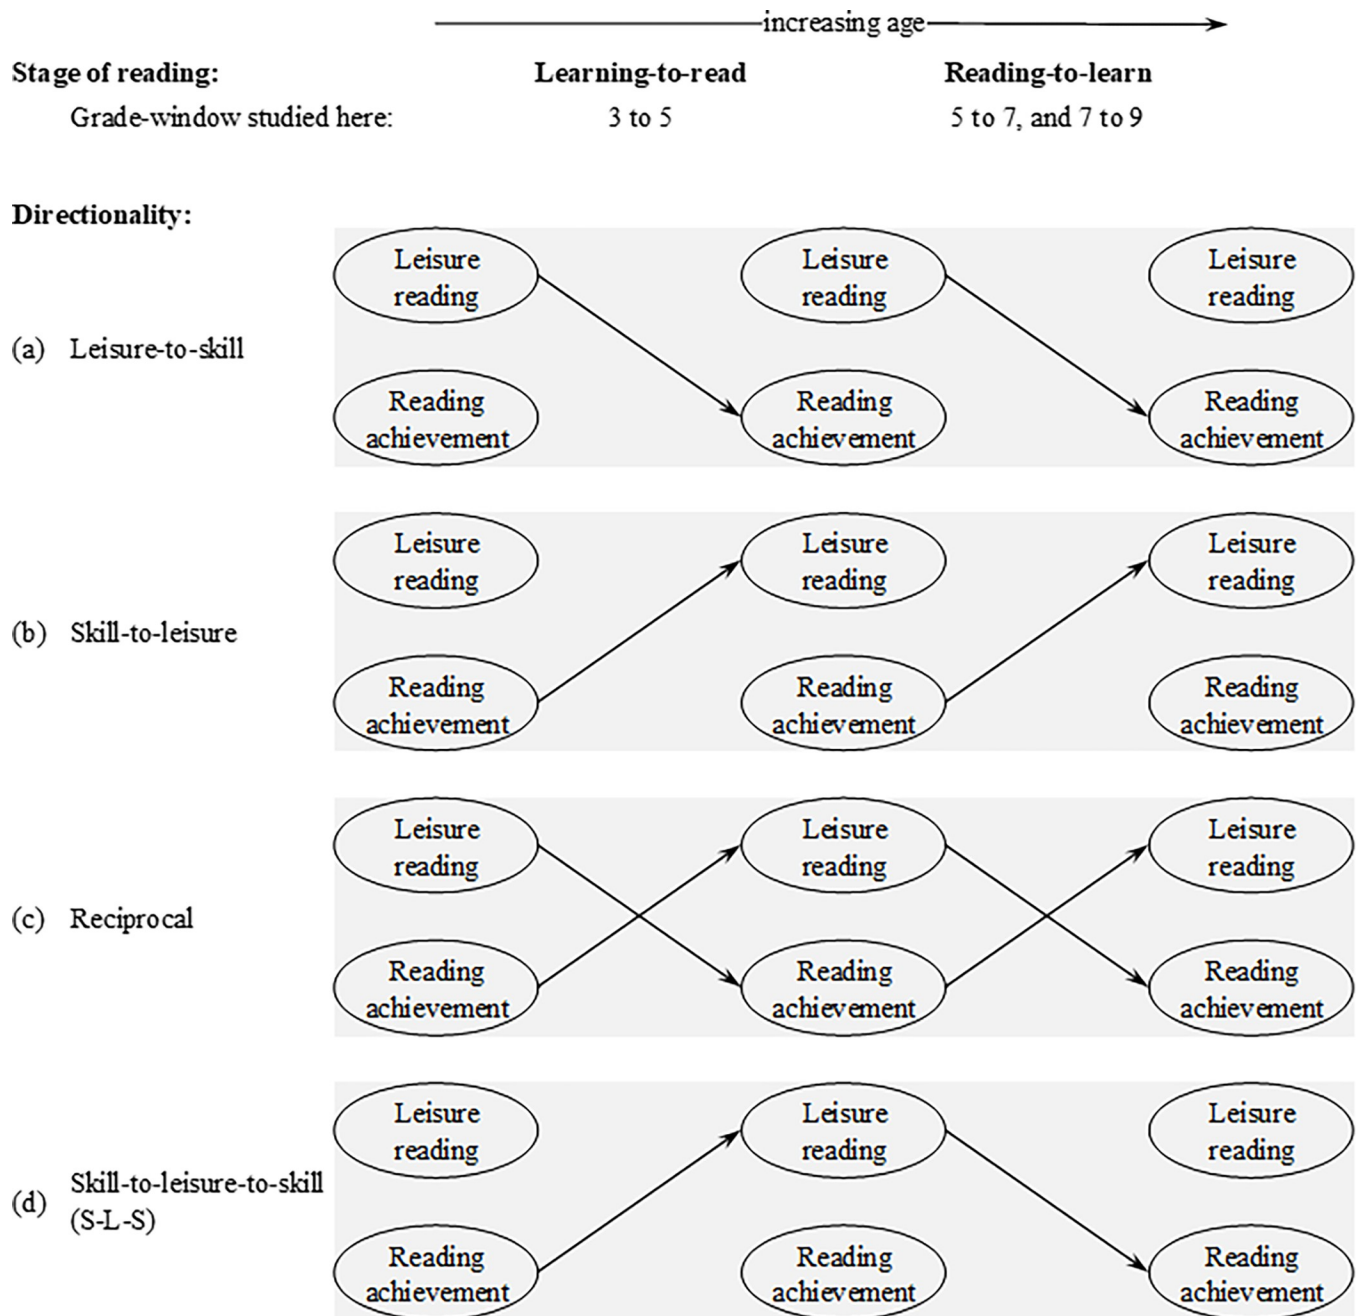 increasing age
Stage of reading: Learning-to-read Reading-to-learn
Grade-window studied here: 3 to 5 5 to 7, and 7 to 9
Directionality:
Leisure reading Leisure reading Leisure reading
(a) Leisure-to-skill
Reading achievement Reading achievement Reading achievement
Leisure reading Leisure reading Leisure reading
(b) Skill-to-leisure
Reading achievement Reading achievement Reading achievement
Leisure reading Leisure reading Leisure reading
(c) Reciprocal
Reading achievement Reading achievement Reading achievement
Leisure reading Leisure reading Leisure reading
(d) Skill-to-leisure-to-skill
(S-L-S)
Reading achievement Reading achievement Reading achievement